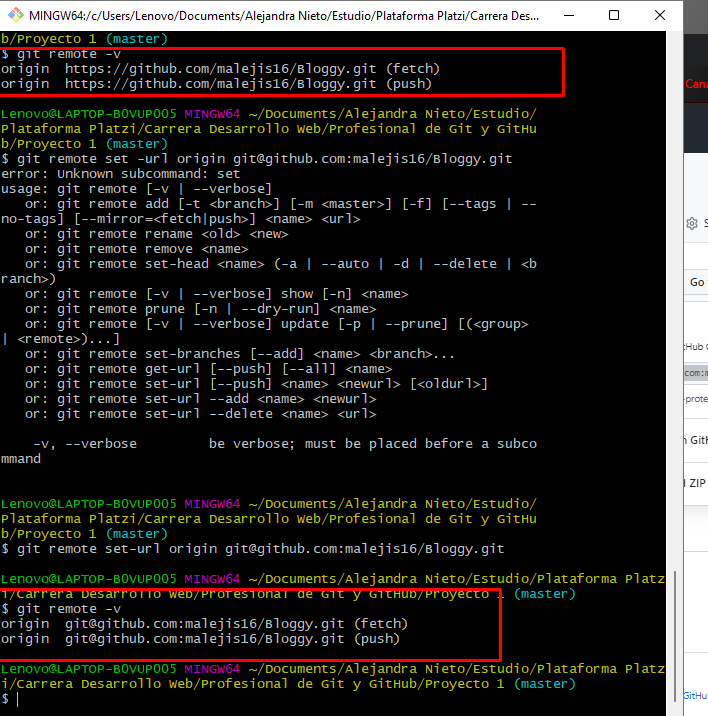 MINGW64:/c/Users/Lenovo/Documents/Alejandra Nieto/Estudio/Plataforma Platzi/Carrera Des...
b/Proyecto 1 (master)
$ git remote -v
origin  https://github.com/malejis16/Bloggy.git (fetch)
origin  https://github.com/malejis16/Bloggy.git (push)
Lenovo@LAPTOP-B0VUP005 MINGW64 ~/Documents/Alejandra Nieto/Estudio/
Plataforma Platzi/Carrera Desarrollo Web/Profesional de Git y GitHu
b/Proyecto 1 (master)
$ git remote set -url origin git@github.com:malejis16/Bloggy.git
error: Unknown subcommand: set
usage: git remote [-v | --verbose]
   or: git remote add [-t <branch>] [-m <master>] [-f] [--tags | --
no-tags] [--mirror=<fetch|push>] <name> <url>
   or: git remote rename <old> <new>
   or: git remote remove <name>
   or: git remote set-head <name> (-a | --auto | -d | --delete | <b
ranch>)
   or: git remote [-v | --verbose] show [-n] <name>
   or: git remote prune [-n | --dry-run] <name>
   or: git remote [-v | --verbose] update [-p | --prune] [(<group>
| <remote>)...]
   or: git remote set-branches [--add] <name> <branch>...
   or: git remote get-url [--push] [--all] <name>
   or: git remote set-url [--push] <name> <newurl> [<oldurl>]
   or: git remote set-url --add <name> <newurl>
   or: git remote set-url --delete <name> <url>
    -v, --verbose         be verbose; must be placed before a subco
mmand
Lenovo@LAPTOP-B0VUP005 MINGW64 ~/Documents/Alejandra Nieto/Estudio/
Plataforma Platzi/Carrera Desarrollo Web/Profesional de Git y GitHu
b/Proyecto 1 (master)
$ git remote set-url origin git@github.com:malejis16/Bloggy.git
Lenovo@LAPTOP-B0VUP005 MINGW64 ~/Documents/Alejandra Nieto/Estudio/Plataforma Platz
i/Carrera Desarrollo Web/Profesional de Git y GitHub/Proyecto 1 (master)
$ git remote -v
origin  git@github.com:malejis16/Bloggy.git (fetch)
origin  git@github.com:malejis16/Bloggy.git (push)
Lenovo@LAPTOP-B0VUP005 MINGW64 ~/Documents/Alejandra Nieto/Estudio/Plataforma Platz
i/Carrera Desarrollo Web/Profesional de Git y GitHub/Proyecto 1 (master)
$
Cana
Go
com:m
-prote
GitH
ZIP
GitHu